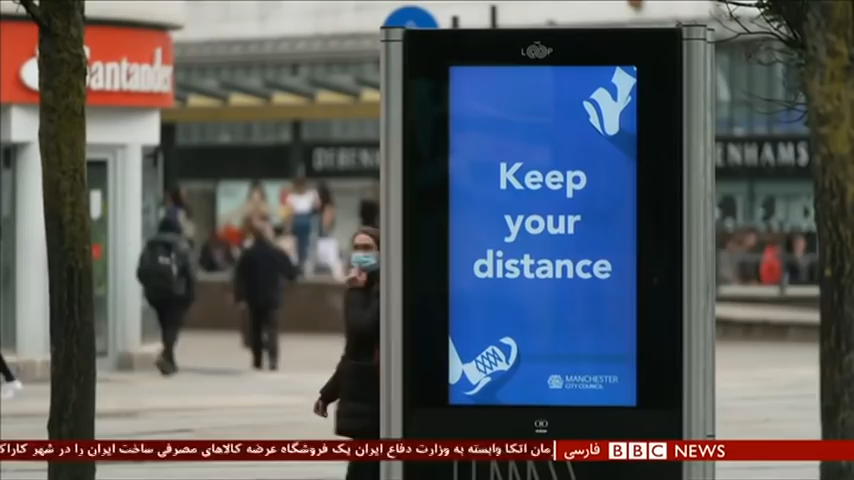 Santander
LOOP
DEBENHAMS
Keep
your
distance
MANCHESTER
CITY COUNCIL
مان اتکا وابسته به وزارت دفاع ایران یک فروشگاه عرضه کالاهای مصرفی ساخت ایران را در شهر کاراک
فارسی BBC NEWS